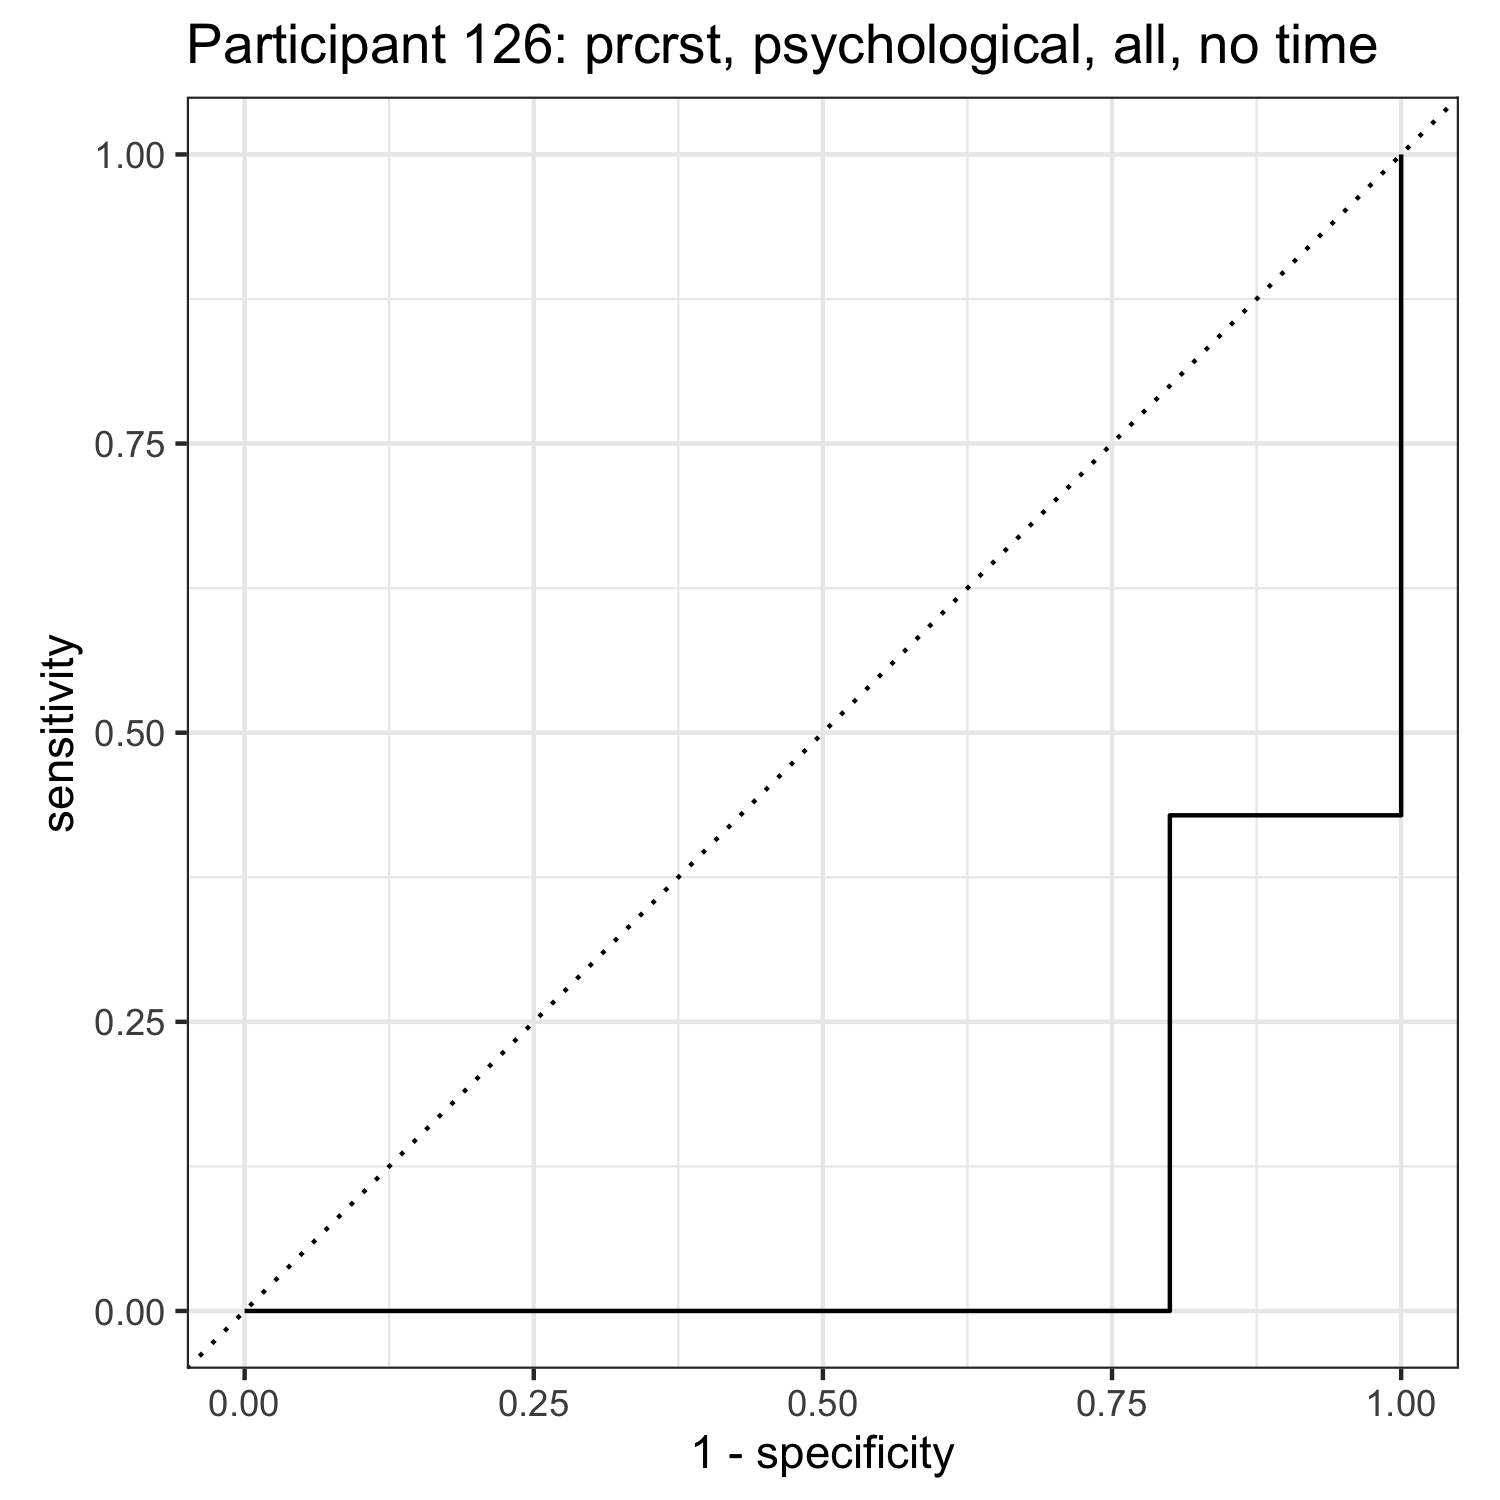 Participant 126: prcrst, psychological, all, no time
1.00
0.75
0.50
0.25
0.00
sensitivity
0.00 0.25 0.50 0.75 1.00
1 - specificity